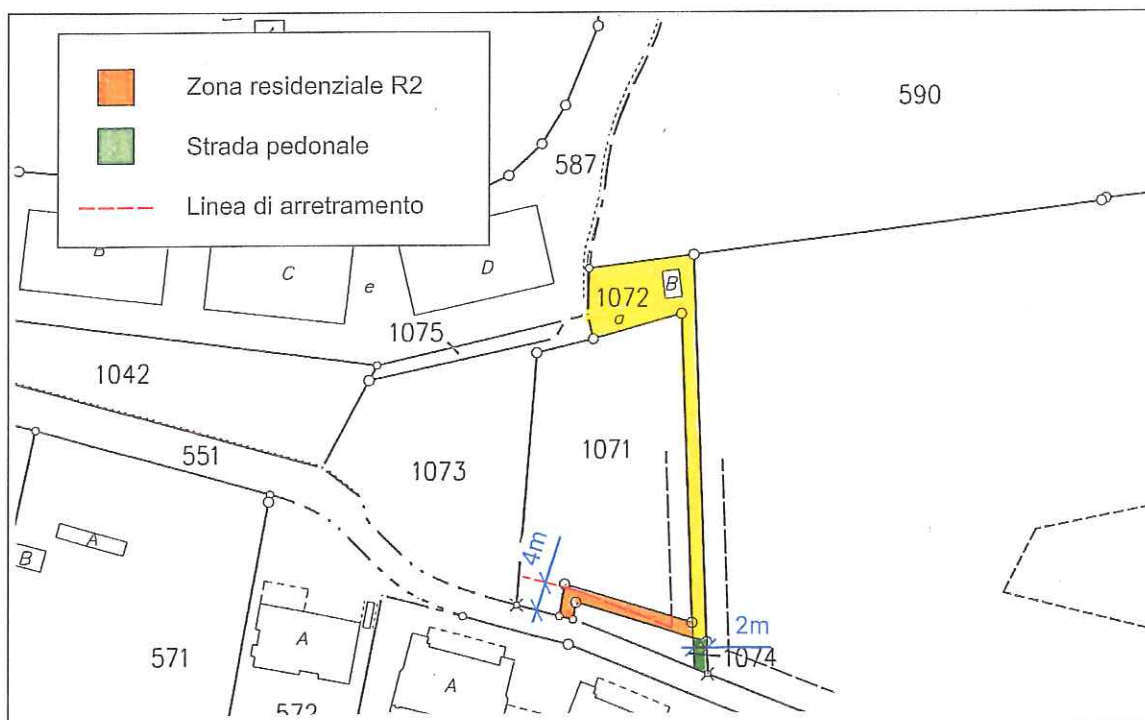 Zona residenziale R2
Strada pedonale
Linea di arretramento
590
587
B
C
D
e
1072
B
a
1075
1042
1071
551
1073
A
B
4m
2m
1074
A
571
A
572